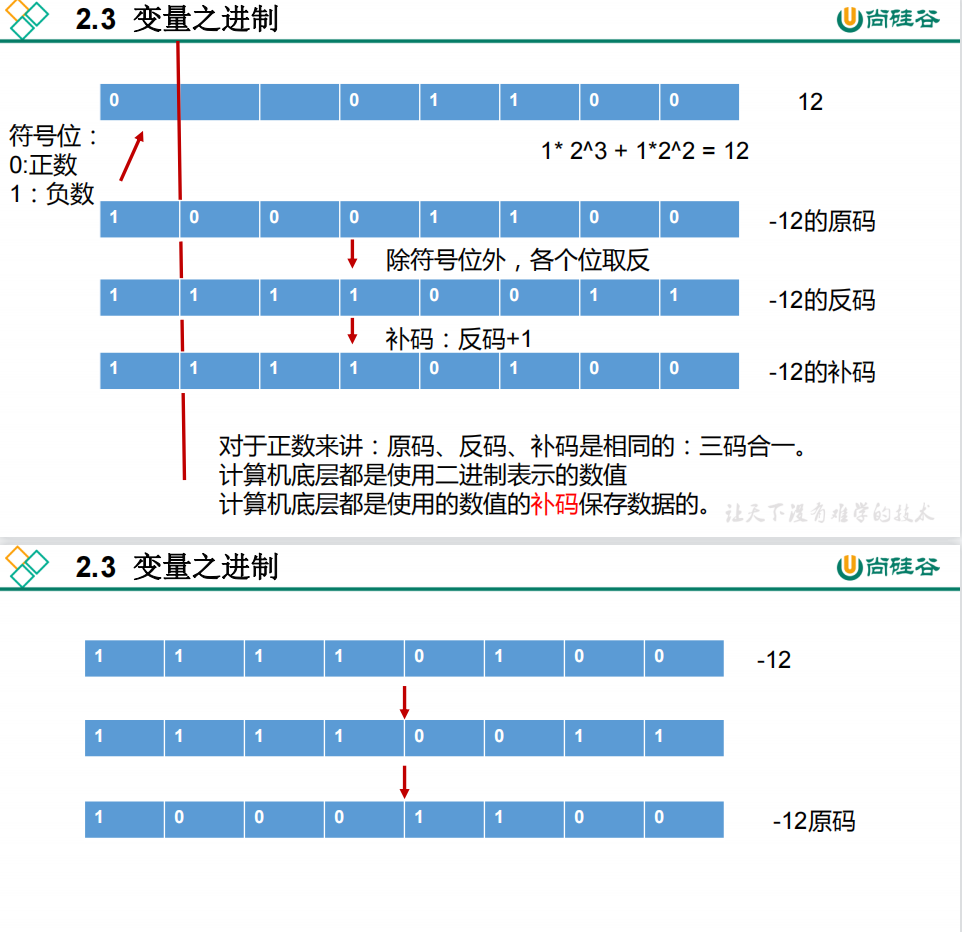 2.3 变量之进制
尚硅谷
0 0 1 1 0 0 12
符号位：
0:正数
1：负数
1* 2^3 + 1*2^2 = 12
1 0 0 0 1 1 0 0 -12的原码
除符号位外，各个位取反
1 1 1 1 0 0 1 1 -12的反码
补码：反码+1
1 1 1 1 0 1 0 0 -12的补码
对于正数来讲：原码、反码、补码是相同的：三码合一。
计算机底层都是使用二进制表示的数值
计算机底层都是使用的数值的补码保存数据的。
让天下没有难学的技术
2.3 变量之进制
尚硅谷
1 1 1 1 0 1 0 0 -12
1 1 1 1 0 0 1 1
1 0 0 0 1 1 0 0 -12原码